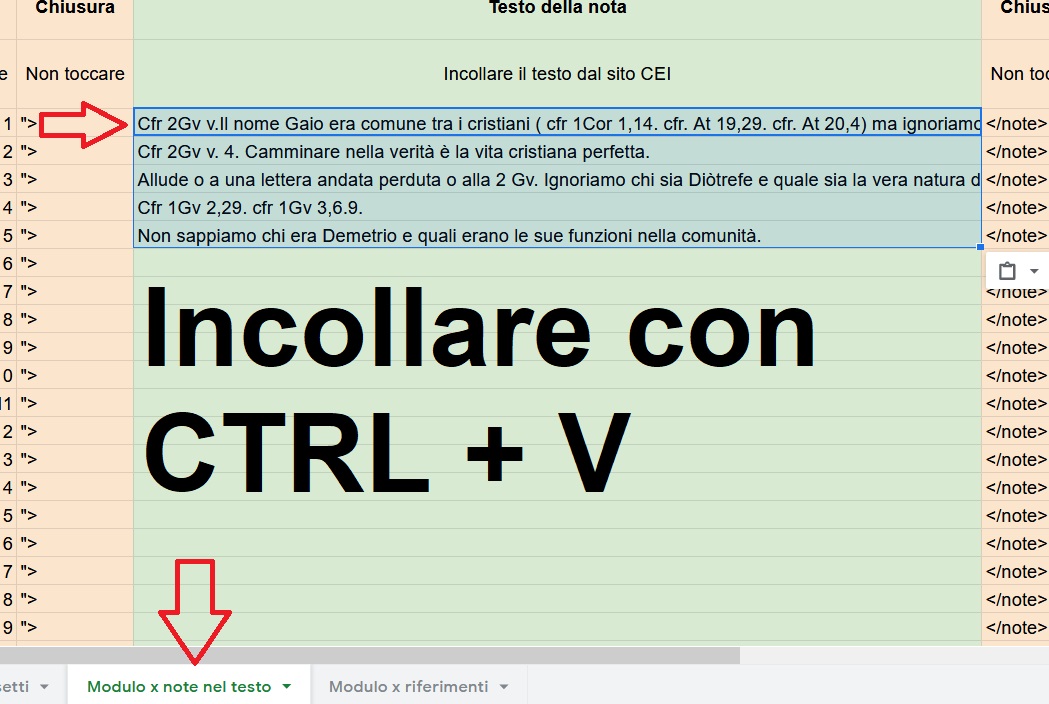 Chiusura Testo della nota Chius
e Non toccare Incollare il testo dal sito CEI Non toc
1 "> Cfr 2Gv v.Il nome Gaio era comune tra i cristiani ( cfr 1Cor 1,14. cfr. At 19,29. cfr. At 20,4) ma ignoriamo </note>
2 "> Cfr 2Gv v. 4. Camminare nella verità è la vita cristiana perfetta. </note>
3 "> Allude o a una lettera andata perduta o alla 2 Gv. Ignoriamo chi sia Diòtrefe e quale sia la vera natura d </note>
4 "> Cfr 1Gv 2,29. cfr 1Gv 3,6.9. </note>
5 "> Non sappiamo chi era Demetrio e quali erano le sue funzioni nella comunità. </note>
6 ">
7 "> </note>
8 "> </note>
9 "> </note>
0 "> </note>
11 "> </note>
2 "> </note>
3 "> </note>
4 "> </note>
5 "> </note>
6 "> </note>
7 "> </note>
8 "> </note>
9 "> </note>
Incollare con
CTRL + V
setti Modulo x note nel testo Modulo x riferimenti